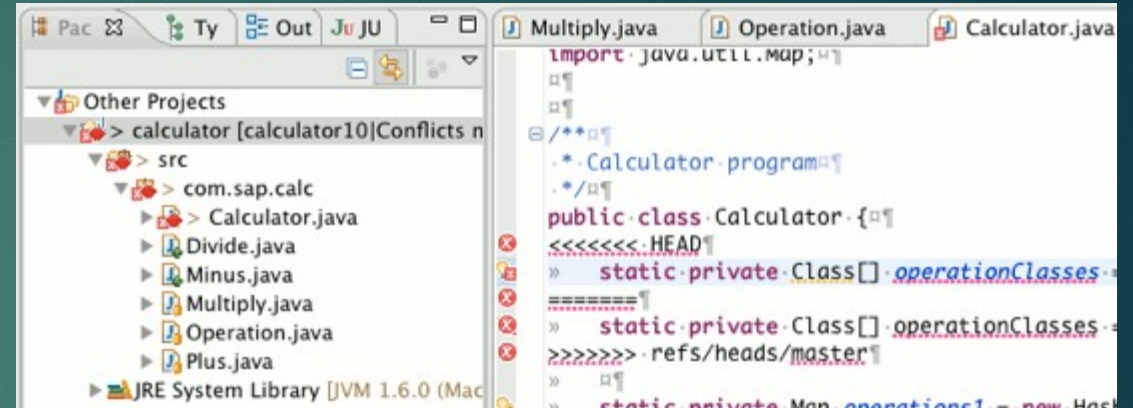 Pac Ty Out Ju JU
Other Projects
> calculator [calculator10|Conflicts n
> src
> com.sap.calc
> Calculator.java
Divide.java
Minus.java
Multiply.java
Operation.java
Plus.java
JRE System Library [JVM 1.6.0 (Mac
Multiply.java Operation.java Calculator.java
import java.util.Map;
/**
* Calculator program
*/
public class Calculator {
<<<<<<< HEAD
static private Class[] operationClasses =
=======
static private Class[] operationClasses =
>>>>>>> refs/heads/master
static private Map operations1 = new Hash